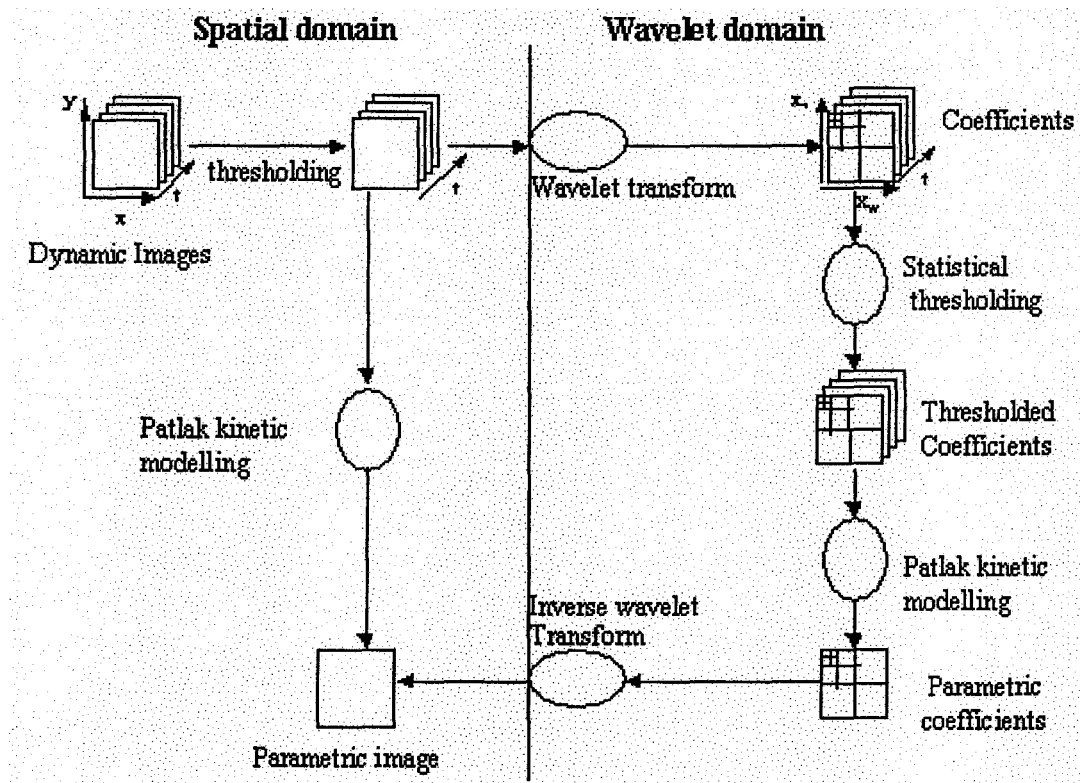 Spatial domain
Wavelet domain
y
x
t
Dynamic Images
thresholding
t
Wavelet transform
x
t
Xw
Coefficients
Statistical
thresholding
Thresholded
Coefficients
Patlak kinetic
modelling
Patlak kinetic
modelling
Inverse wavelet
Transform
Parametric
coefficients
Parametric image